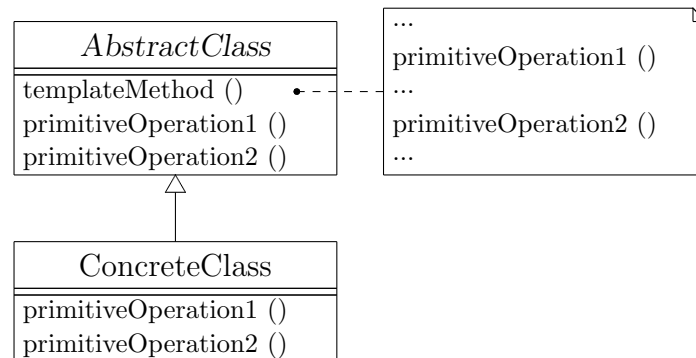 AbstractClass
templateMethod ()
primitiveOperation1 ()
primitiveOperation2 ()
...
primitiveOperation1 ()
...
primitiveOperation2 ()
...
ConcreteClass
primitiveOperation1 ()
primitiveOperation2 ()